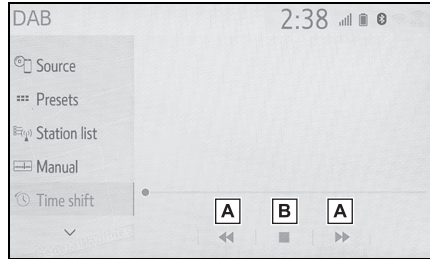 DAB
2:38
Source
Presets
Station list
Manual
Time shift
A B A